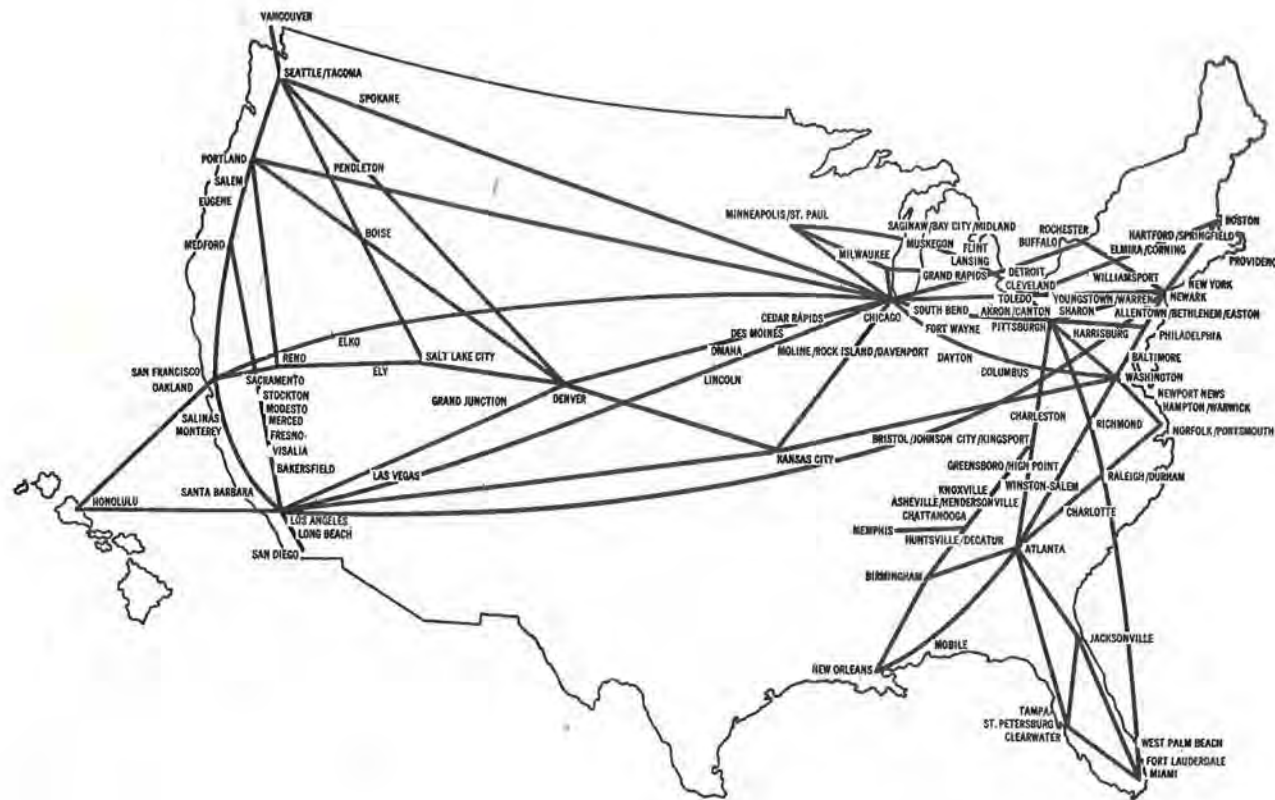 VANCOUVER
SEATTLE/TACOMA
SPOKANE
PORTLAND
SALEM
EUGENE
PENDLETON
BOISE
MEDFORD
MINNEAPOLIS/ST. PAUL
SAGINAW/BAY CITY/MIDLAND
MUSKEGON
FLINT
LANSING
MILWAUKEE
GRAND RAPIDS
ROCHESTER
BUFFALO
BOSTON
HARTFORD/SPRINGFIELD
ELMIRA/CORNING
PROVIDENC
DETROIT
CLEVELAND
WILLIAMSPORT
NEW YORK
NEWARK
TOLEDO
YOUNGSTOWN/WARREN
CHICAGO
SOUTH BEND
AKRON/CANTON
SHARON
ALLENTOWN/BETHLEHEM/EASTON
CEDAR RAPIDS
DES MOINES
FORT WAYNE
PITTSBURGH
HARRISBURG
PHILADELPHIA
ELKO
OMAHA
MOLINE/ROCK ISLAND/DAVENPORT
DAYTON
BALTIMORE
RENO
SALT LAKE CITY
ELY
LINCOLN
COLUMBUS
WASHINGTON
SAN FRANCISCO
OAKLAND
SACRAMENTO
STOCKTON
MODESTO
MERCED
FRESNO-
VISALIA
BAKERSFIELD
GRAND JUNCTION
DENVER
NEWPORT NEWS
HAMPTON/WARWICK
SALINAS
MONTEREY
CHARLESTON
RICHMOND
NORFOLK/PORTSMOUTH
BRISTOL/JOHNSON CITY/KINGSPORT
KANSAS CITY
LAS VEGAS
GREENSBORO/HIGH POINT
WINSTON-SALEM
RALEIGH/DURHAM
SANTA BARBARA
HONOLULU
KNOXVILLE
ASHEVILLE/HENDERSONVILLE
CHATTANOOGA
CHARLOTTE
LOS ANGELES
LONG BEACH
SAN DIEGO
MEMPHIS
HUNTSVILLE/DECATUR
ATLANTA
BIRMINGHAM
MOBILE
JACKSONVILLE
NEW ORLEANS
TAMPA
ST. PETERSBURG
CLEARWATER
WEST PALM BEACH
FORT LAUDERDALE
MIAMI